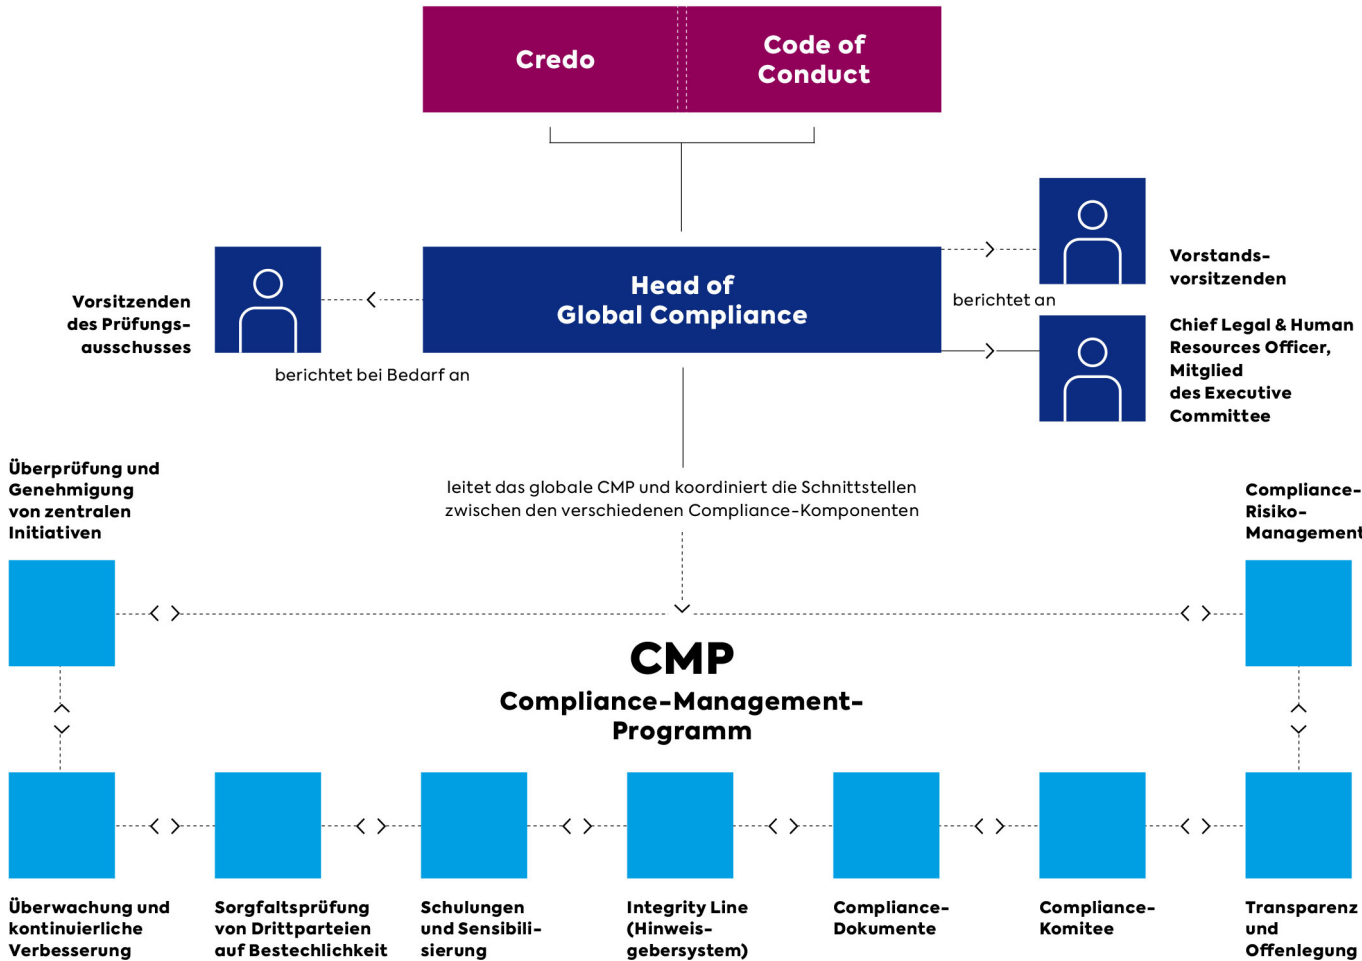 Credo
Code of
Conduct
Vorsitzenden
des Prüfungs-
ausschusses
Head of
Global Compliance
berichtet bei Bedarf an
berichtet an
Vorstands-
vorsitzenden
Chief Legal & Human
Resources Officer,
Mitglied
des Executive
Committee
leitet das globale CMP und koordiniert die Schnittstellen
zwischen den verschiedenen Compliance-Komponenten
Überprüfung und
Genehmigung
von zentralen
Initiativen
Compliance-
Risiko-
Management
CMP
Compliance-Management-
Programm
Überwachung und
kontinuierliche
Verbesserung
Sorgfaltsprüfung
von Drittparteien
auf Bestechlichkeit
Schulungen
und Sensibili-
sierung
Integrity Line
(Hinweis-
gebersystem)
Compliance-
Dokumente
Compliance-
Komitee
Transparenz
und
Offenlegung